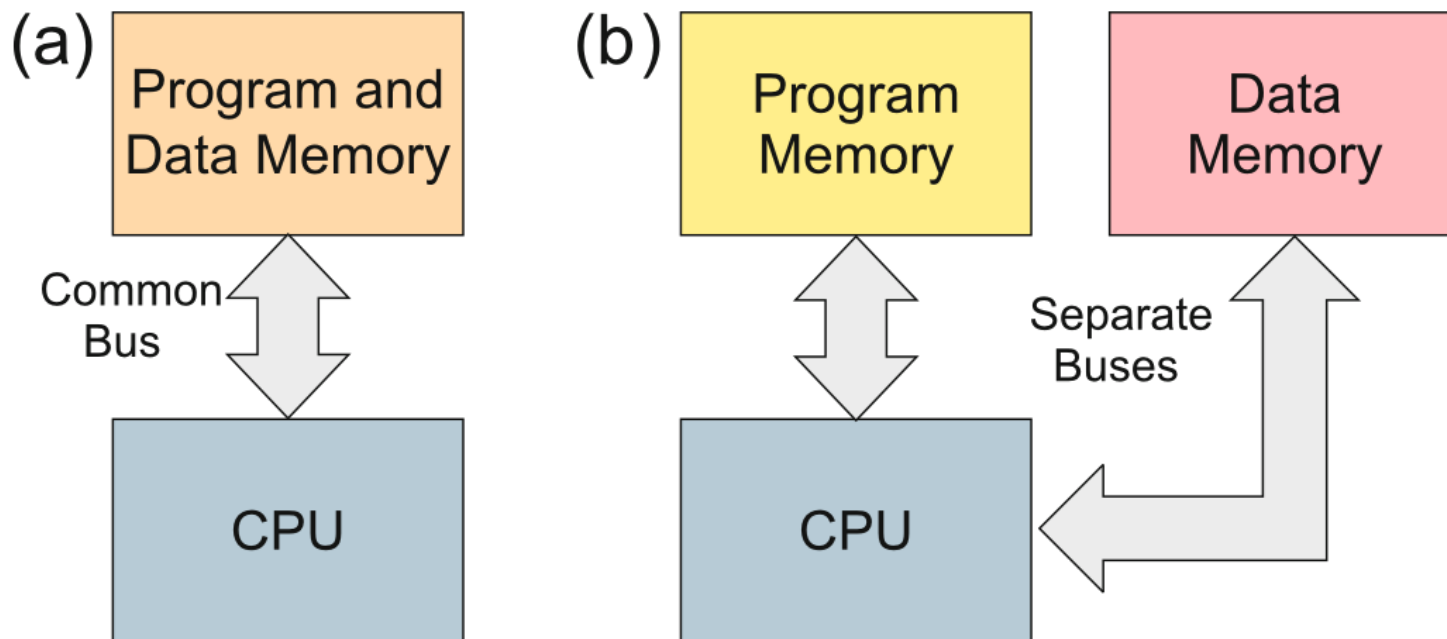 (a)
Program and
Data Memory
Common
Bus
CPU
(b)
Program
Memory
Data
Memory
Separate
Buses
CPU